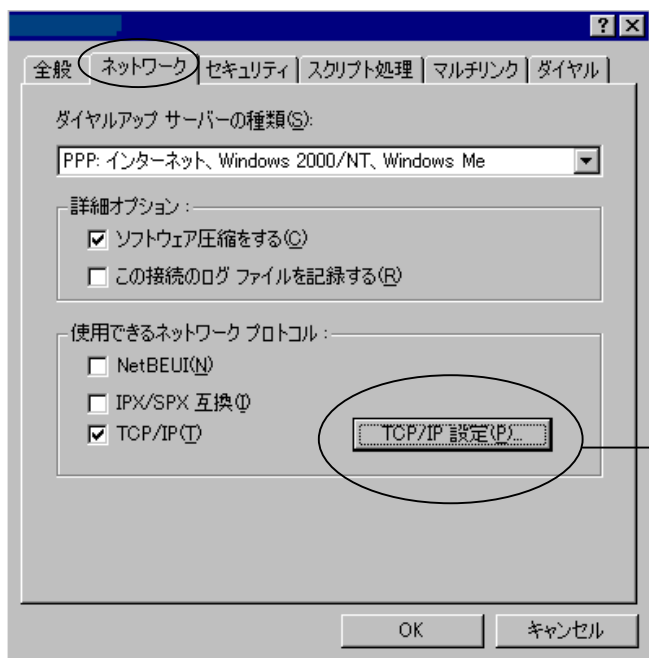 全般 ネットワーク セキュリティ スクリプト処理 マルチリンク ダイヤル
ダイヤルアップ サーバーの種類(S):
PPP: インターネット、Windows 2000/NT、Windows Me
詳細オプション:
ソフトウェア圧縮をする(C)
この接続のログ ファイルを記録する(R)
使用できるネットワーク プロトコル:
NetBEUI(N)
IPX/SPX 互換(I)
TCP/IP(T) TCP/IP 設定(P)...
OK キャンセル